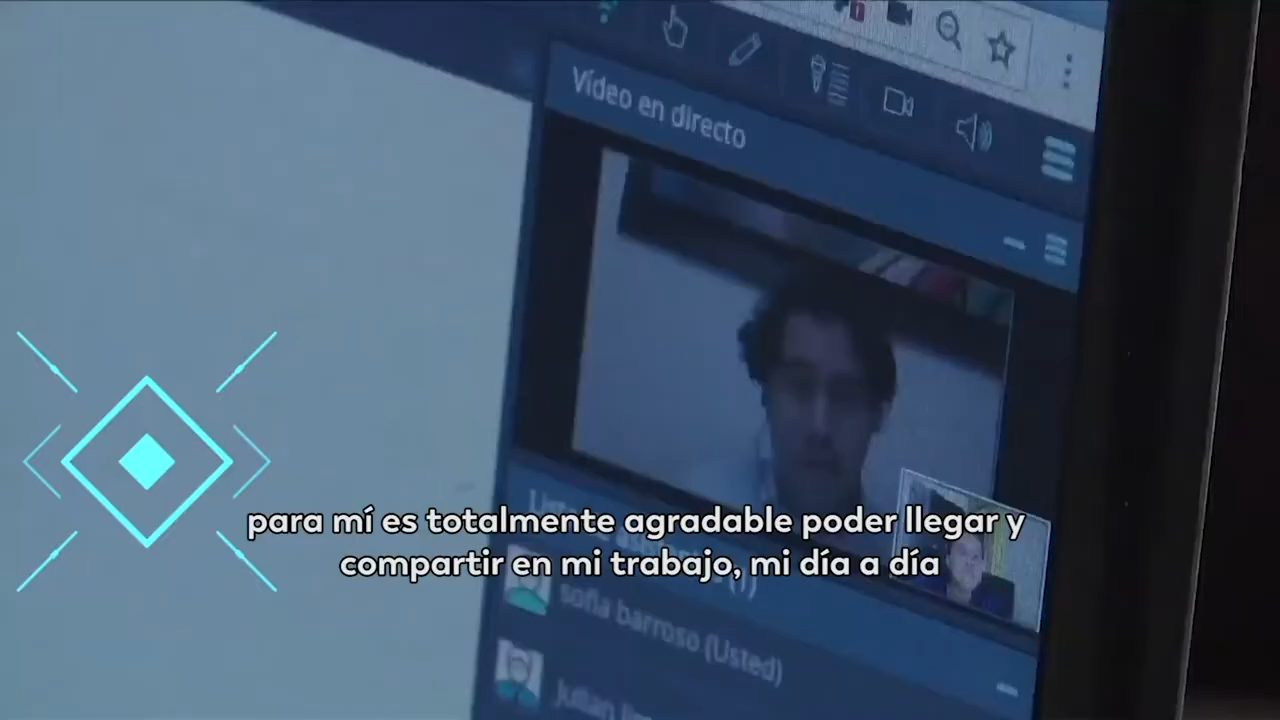 Vídeo en directo
para mí es totalmente agradable poder llegar y
compartir en mi trabajo, mi día a día
(1)
sofia barroso (Usted)